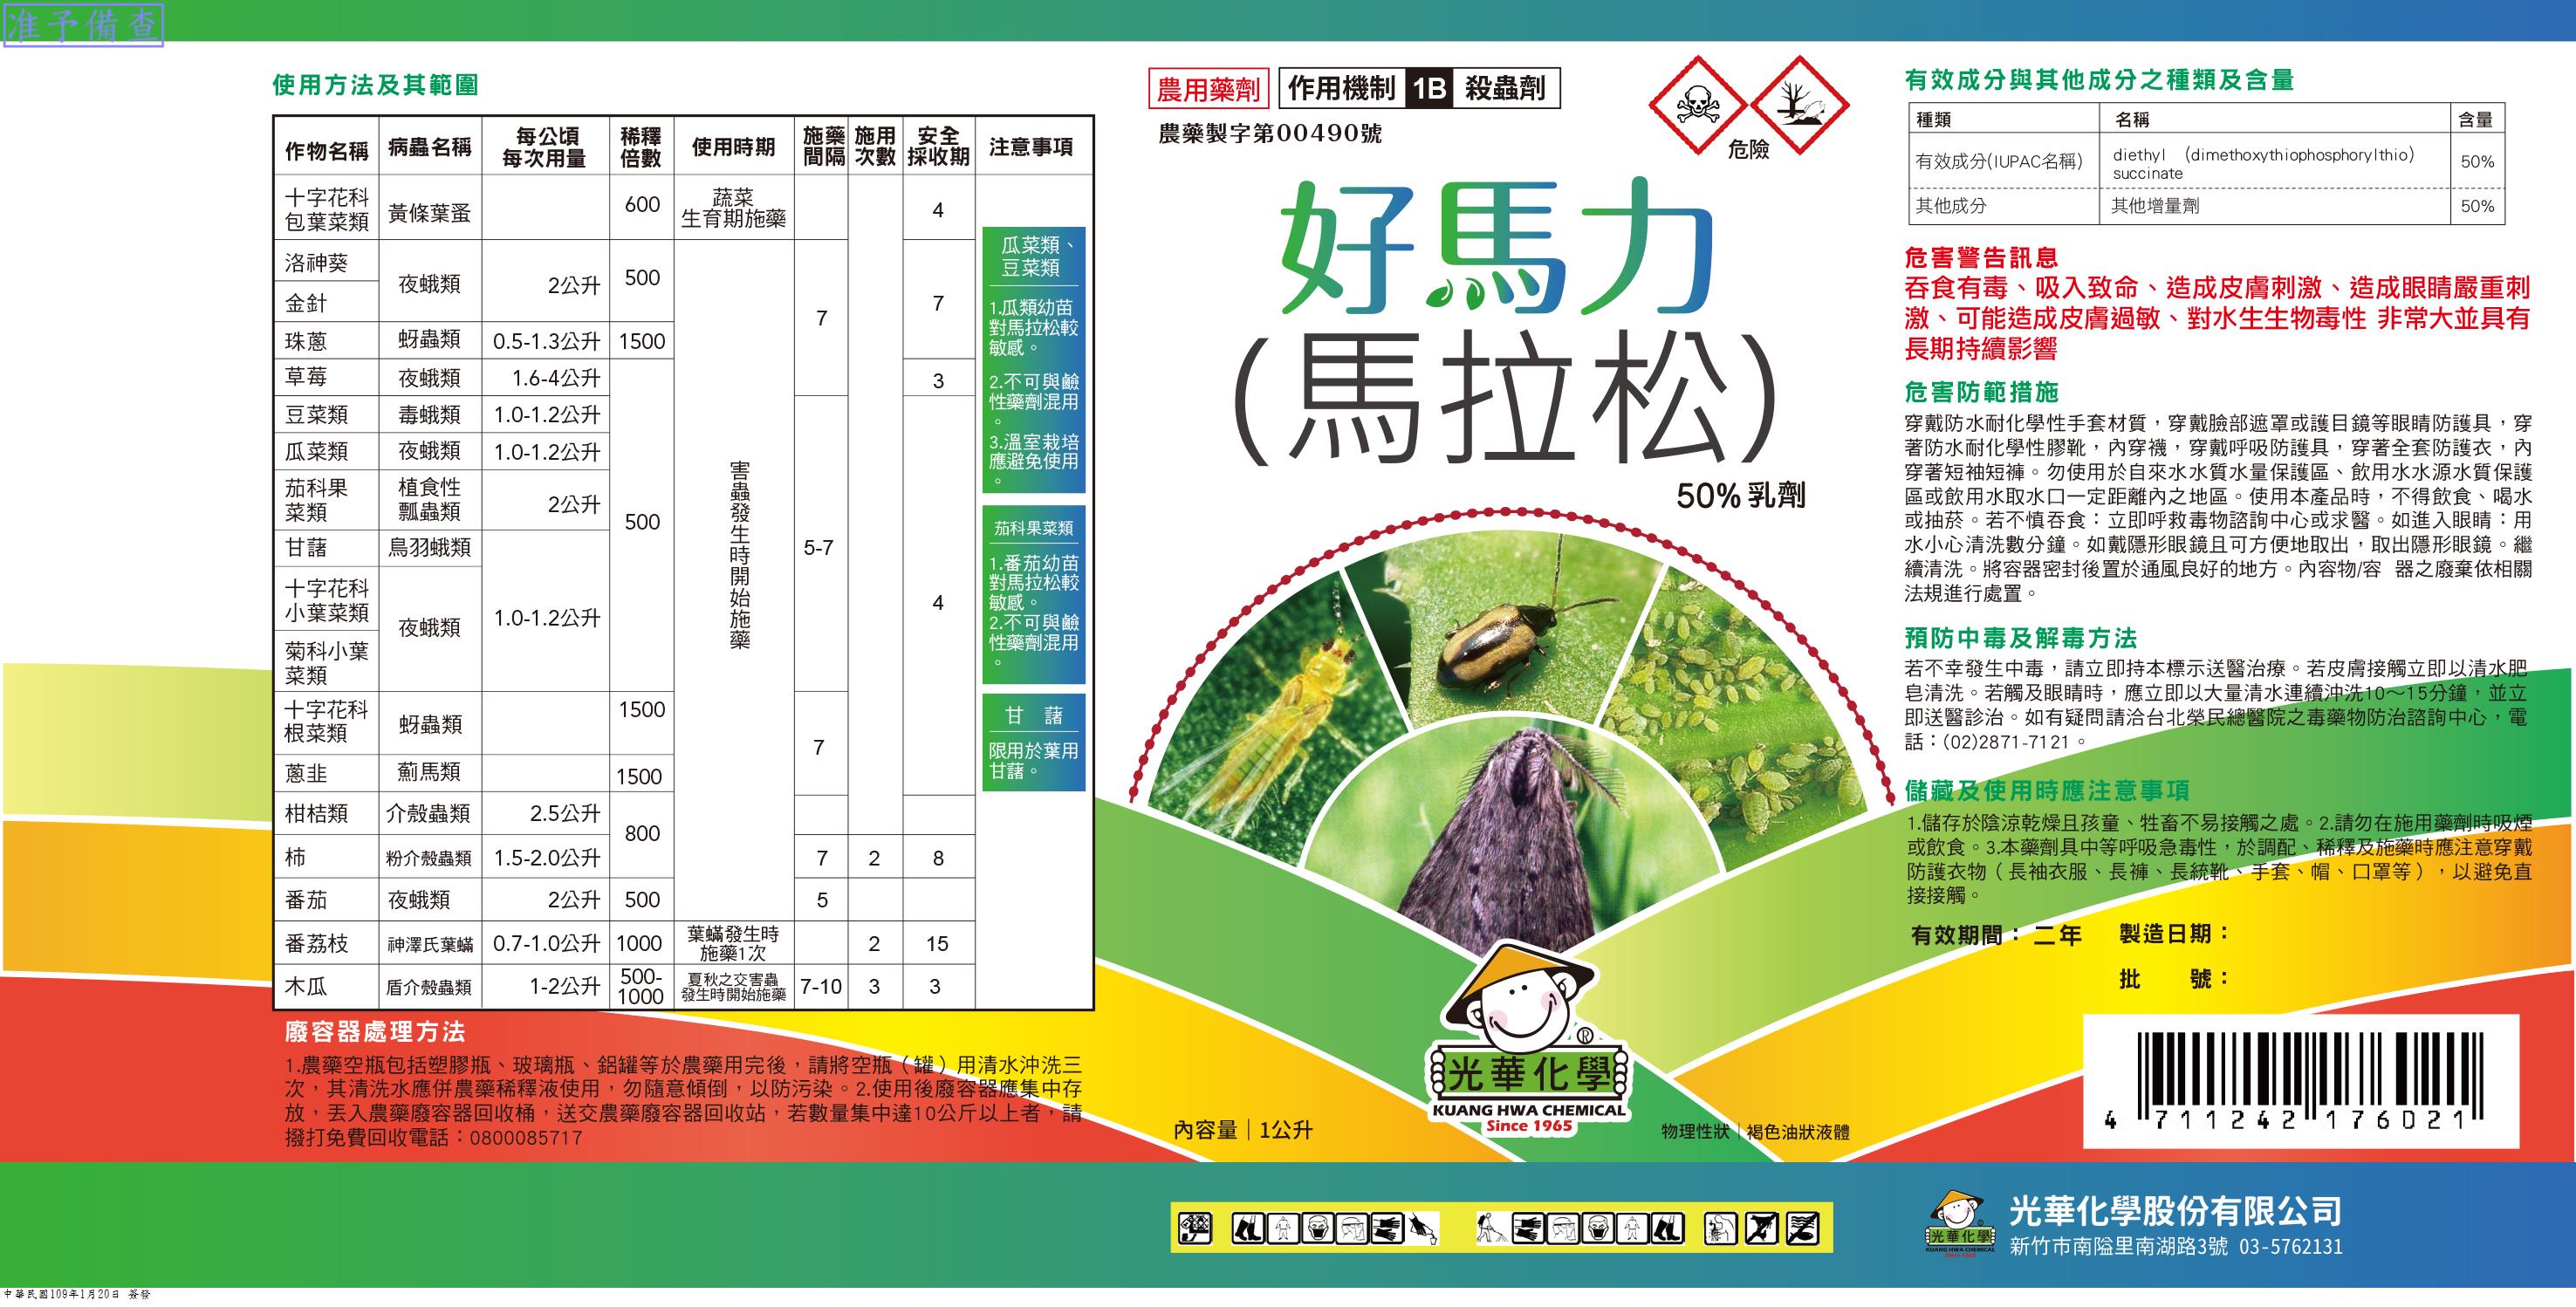 准予備查
使用方法及其範圍
作物名稱 病蟲名稱 每公頃每次用量 稀釋倍數 使用時期 施藥間隔 施用次數 安全採收期 注意事項
十字花科包葉菜類 黃條葉蚤 600 蔬菜生育期施藥 4
洛神葵 夜蛾類 2公升 500 害蟲發生時開始施藥 7 7
金針
珠蔥 蚜蟲類 0.5-1.3公升 1500
草莓 夜蛾類 1.6-4公升 500 3
豆菜類 毒蛾類 1.0-1.2公升 5-7 4
瓜菜類 夜蛾類 1.0-1.2公升
茄科果菜類 植食性瓢蟲類 2公升
甘藷 鳥羽蛾類 1.0-1.2公升
十字花科小葉菜類 夜蛾類
菊科小葉菜類
十字花科根菜類 蚜蟲類 1500 7
蔥韭 薊馬類 1500
柑桔類 介殼蟲類 2.5公升 800
柿 粉介殼蟲類 1.5-2.0公升 7 2 8
番茄 夜蛾類 2公升 500 5
番荔枝 神澤氏葉蟎 0.7-1.0公升 1000 葉蟎發生時施藥1次 2 15
木瓜 盾介殼蟲類 1-2公升 500-1000 夏秋之交害蟲發生時開始施藥 7-10 3 3
瓜菜類、
豆菜類
1.瓜類幼苗
對馬拉松較
敏感。
2.不可與鹼
性藥劑混用
。
3.溫室栽培
應避免使用
。
茄科果菜類
1.番茄幼苗
對馬拉松較
敏感。
2.不可與鹼
性藥劑混用
。
甘 藷
限用於葉用
甘藷。
廢容器處理方法
1.農藥空瓶包括塑膠瓶、玻璃瓶、鋁罐等於農藥用完後，請將空瓶（罐）用清水沖洗三
次，其清洗水應併農藥稀釋液使用，勿隨意傾倒，以防污染。2.使用後廢容器應集中存
放，丟入農藥廢容器回收桶，送交農藥廢容器回收站，若數量集中達10公斤以上者，請
撥打免費回收電話：0800085717
農用藥劑 作用機制 1B 殺蟲劑
農藥製字第00490號
危險
好馬力
(馬拉松)
50% 乳劑
光華化學
®
KUANG HWA CHEMICAL
Since 1965
內容量｜1公升
物理性狀｜褐色油狀液體
有效成分與其他成分之種類及含量
種類 名稱 含量
有效成分(IUPAC名稱) diethyl (dimethoxythiophosphorylthio) succinate 50%
其他成分 其他增量劑 50%
危害警告訊息
吞食有毒、吸入致命、造成皮膚刺激、造成眼睛嚴重刺
激、可能造成皮膚過敏、對水生生物毒性 非常大並具有
長期持續影響
危害防範措施
穿戴防水耐化學性手套材質，穿戴臉部遮罩或護目鏡等眼睛防護具，穿
著防水耐化學性膠靴，內穿襪，穿戴呼吸防護具，穿著全套防護衣，內
穿著短袖短褲。勿使用於自來水水質水量保護區、飲用水水源水質保護
區或飲用水取水口一定距離內之地區。使用本產品時，不得飲食、喝水
或抽菸。若不慎吞食：立即呼救毒物諮詢中心或求醫。如進入眼睛：用
水小心清洗數分鐘。如戴隱形眼鏡且可方便地取出，取出隱形眼鏡。繼
續清洗。將容器密封後置於通風良好的地方。內容物/容 器之廢棄依相關
法規進行處置。
預防中毒及解毒方法
若不幸發生中毒，請立即持本標示送醫治療。若皮膚接觸立即以清水肥
皂清洗。若觸及眼睛時，應立即以大量清水連續沖洗10～15分鐘，並立
即送醫診治。如有疑問請洽台北榮民總醫院之毒藥物防治諮詢中心，電
話：(02)2871-7121。
儲藏及使用時應注意事項
1.儲存於陰涼乾燥且孩童、牲畜不易接觸之處。2.請勿在施用藥劑時吸煙
或飲食。3.本藥劑具中等呼吸急毒性，於調配、稀釋及施藥時應注意穿戴
防護衣物（長袖衣服、長褲、長統靴、手套、帽、口罩等），以避免直
接接觸。
有效期間：二年 製造日期：
批 號：
4 711242 176021
光華化學
KUANG HWA CHEMICAL
Since 1965
光華化學股份有限公司
新竹市南隘里南湖路3號 03-5762131
中華民國109年1月20日 簽發